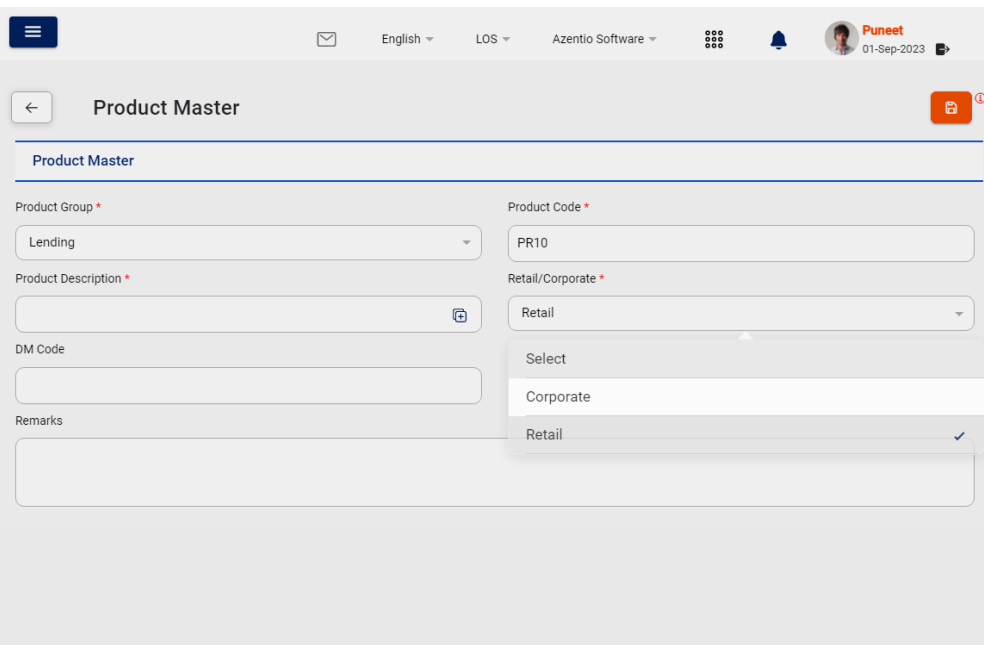 English LOS Azentio Software Puneet
01-Sep-2023
Product Master
Product Master
Product Group * Product Code *
Lending PR10
Product Description * Retail/Corporate *
Retail
DM Code
Select
Corporate
Remarks
Retail